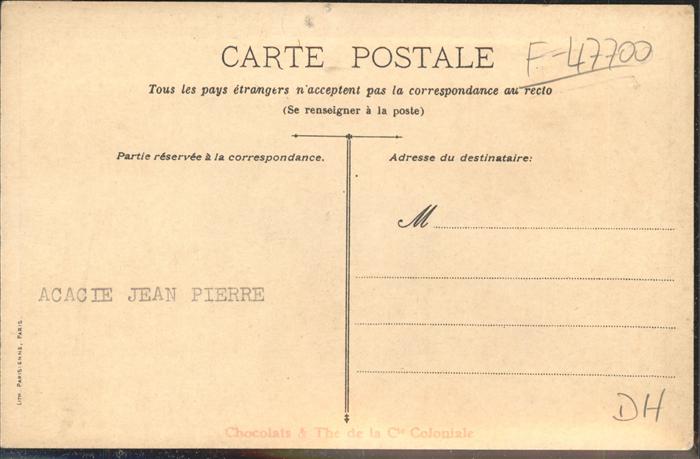 CARTE POSTALE
F-47700
Tous les pays étrangers n'acceptent pas la correspondance au recto
(Se renseigner à la poste)
Partie réservée à la correspondance.
Adresse du destinataire:
M
ACACIE JEAN PIERRE
LITH. PARISIENNE, PARIS.
DH
Chocolats & Thé de la Cie Coloniale